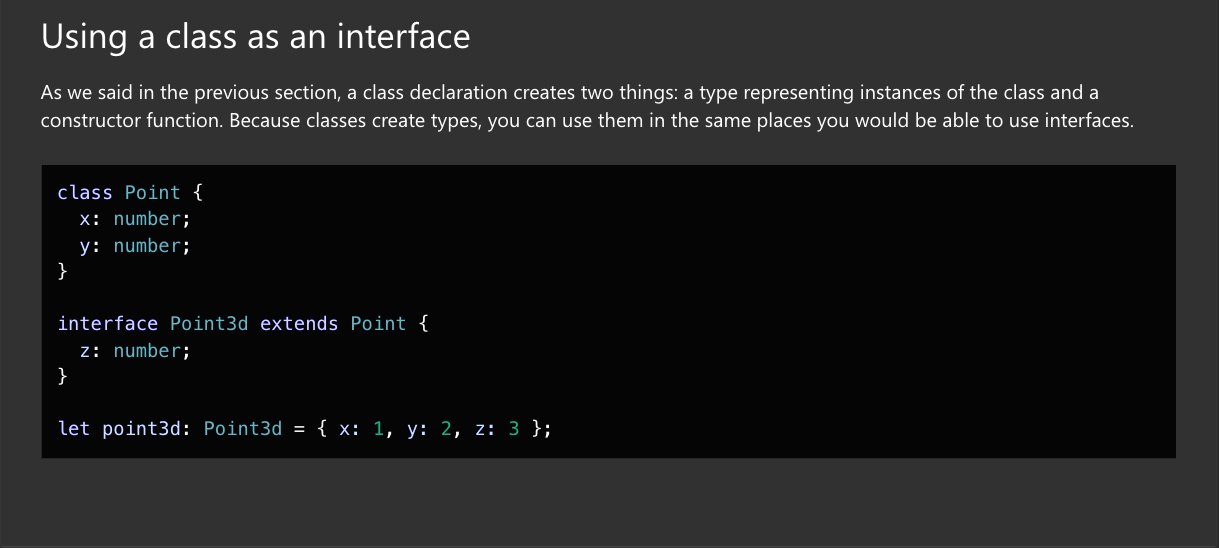 Using a class as an interface
As we said in the previous section, a class declaration creates two things: a type representing instances of the class and a
constructor function. Because classes create types, you can use them in the same places you would be able to use interfaces.
class Point {
  x: number;
  y: number;
}
interface Point3d extends Point {
  z: number;
}
let point3d: Point3d = { x: 1, y: 2, z: 3 };